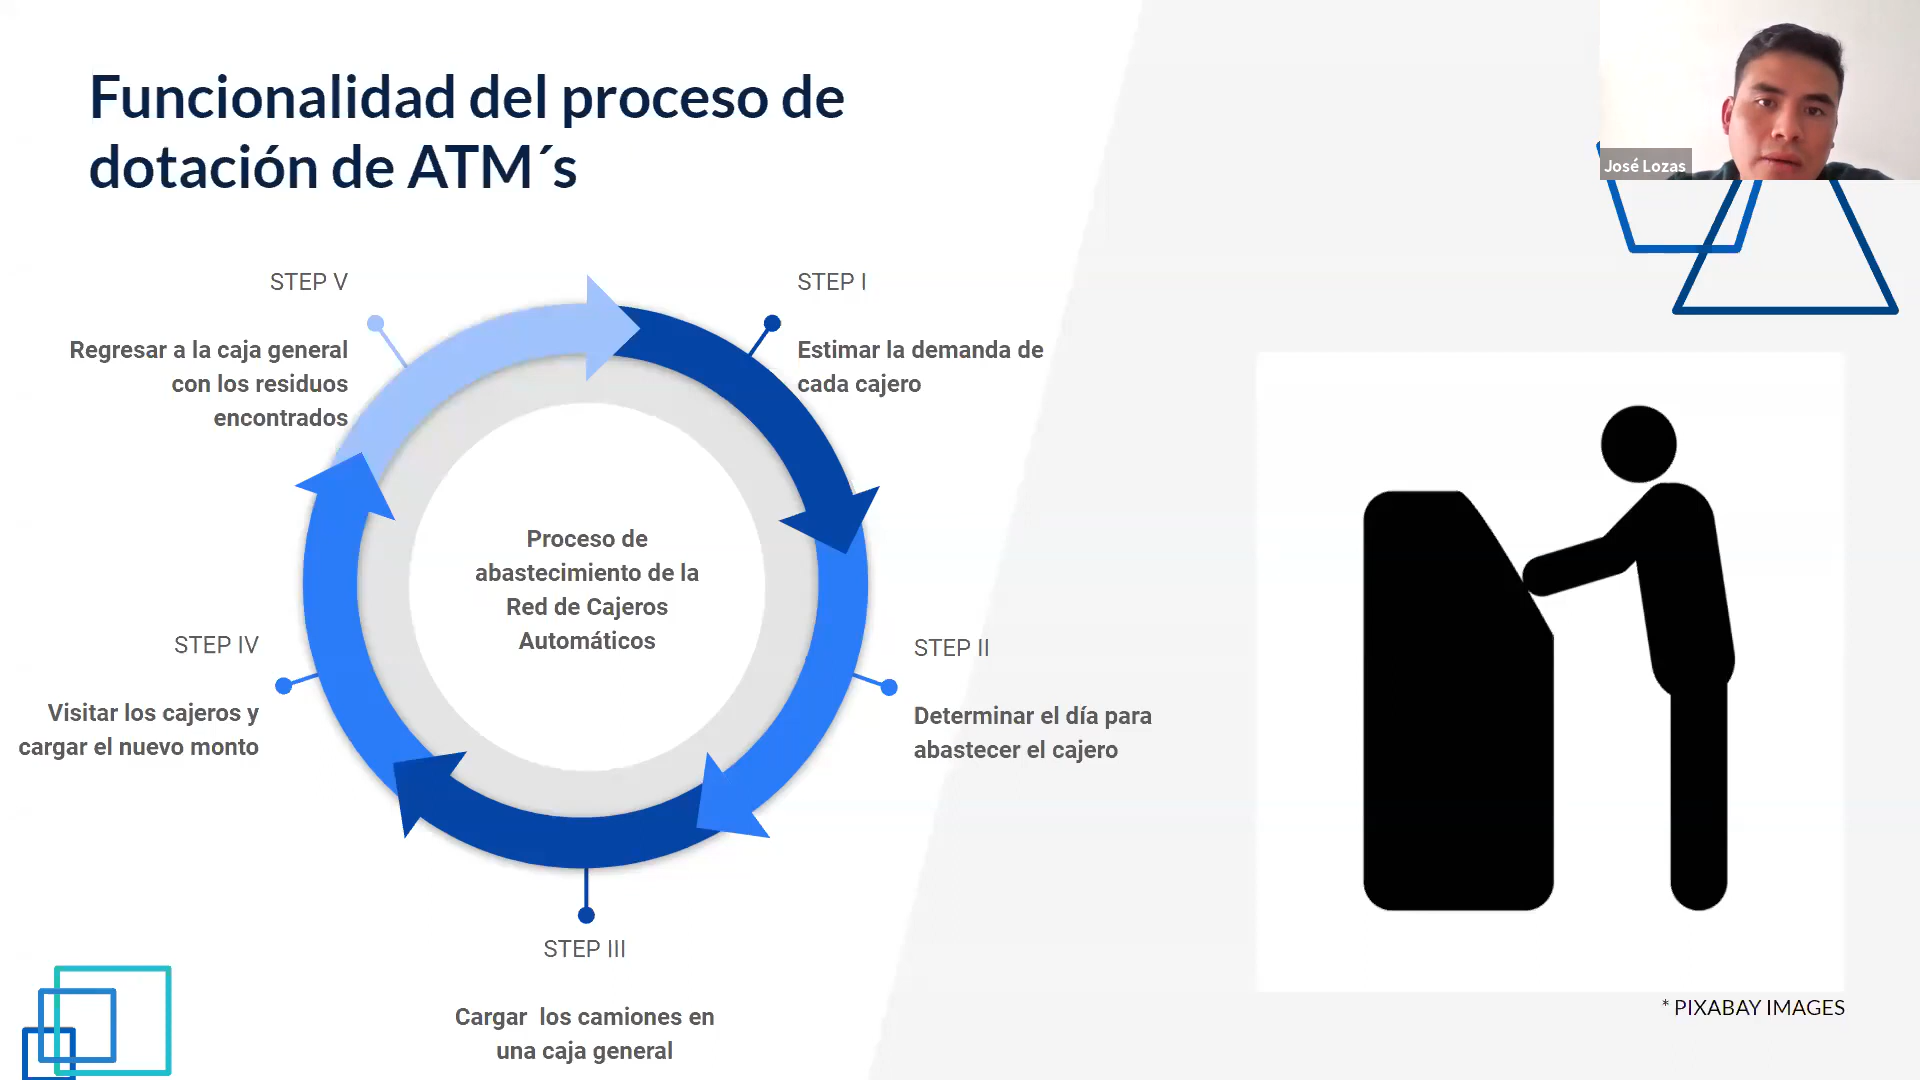 Funcionalidad del proceso de
dotación de ATM´s
José Lozas
STEP I
Estimar la demanda de
cada cajero
STEP II
Determinar el día para
abastecer el cajero
STEP III
Cargar  los camiones en
una caja general
STEP IV
Visitar los cajeros y
cargar el nuevo monto
STEP V
Regresar a la caja general
con los residuos
encontrados
Proceso de
abastecimiento de la
Red de Cajeros
Automáticos
* PIXABAY IMAGES